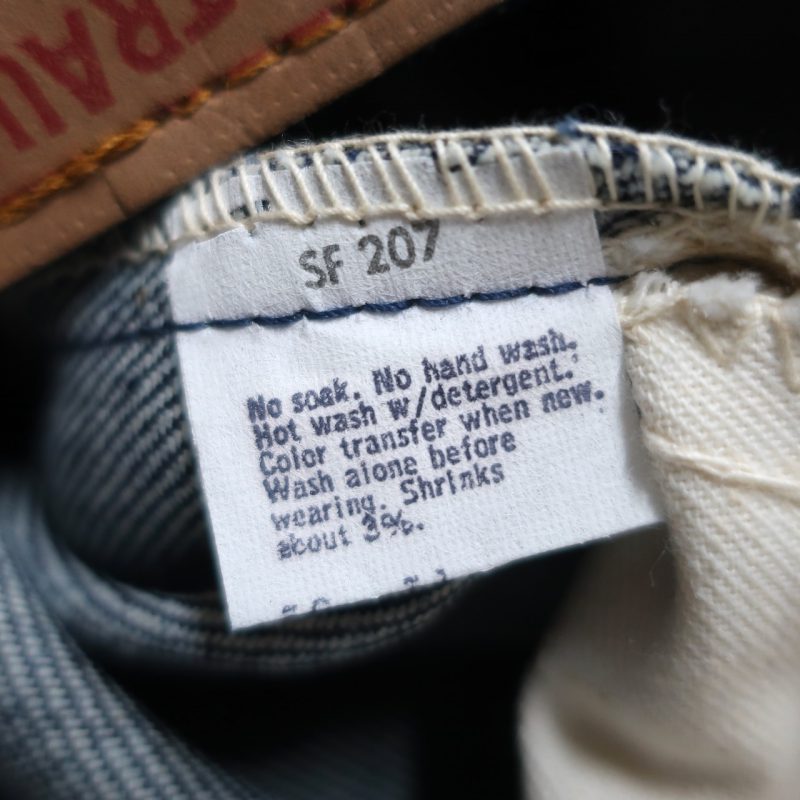 TRAU
SF 207
No soak. No hand wash.
Hot wash w/detergent.
Color transfer when new.
Wash alone before
wearing. Shrinks
about 3%.